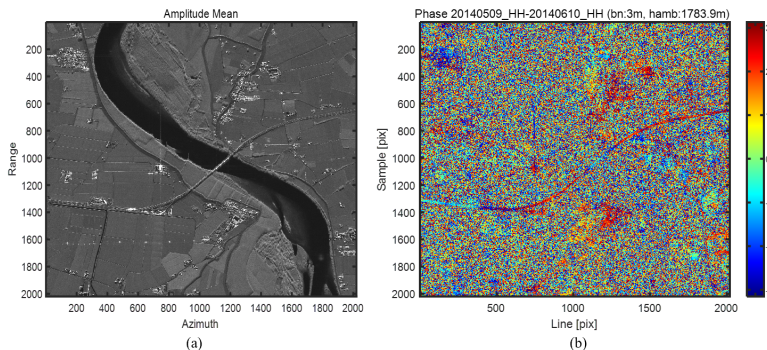 Amplitude Mean
200
400
600
800
1000
1200
1400
1600
1800
2000
Range
200 400 600 800 1000 1200 1400 1600 1800 2000
Azimuth
(a)
Phase 20140509_HH-20140610_HH (bn:3m, hamb:1783.9m)
200
400
600
800
1000
1200
1400
1600
1800
2000
Sample [pix]
500 1000 1500 2000
Line [pix]
(b)